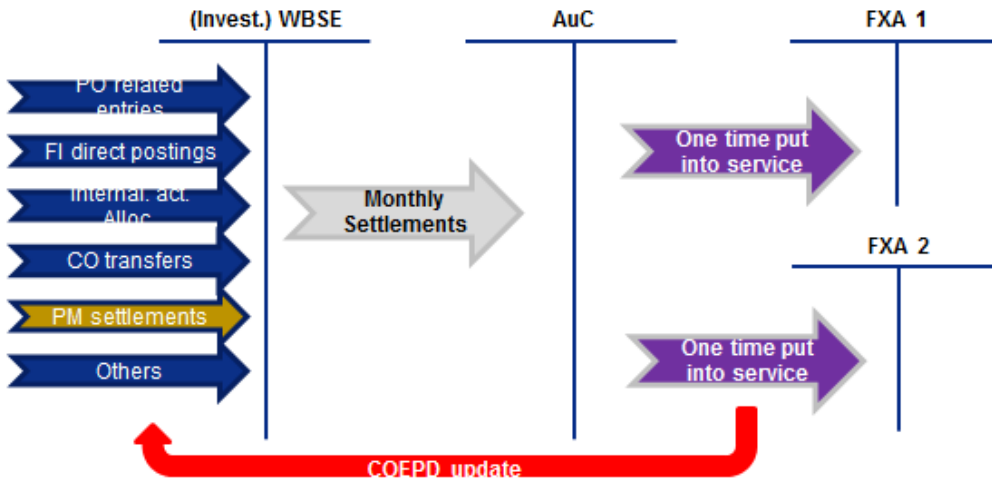 (Invest.) WBSE
AuC
FXA 1
PO related
entries
FI direct postings
Internal. act.
Alloc.
CO transfers
PM settlements
Others
Monthly
Settlements
One time put
into service
FXA 2
One time put
into service
COEPD update